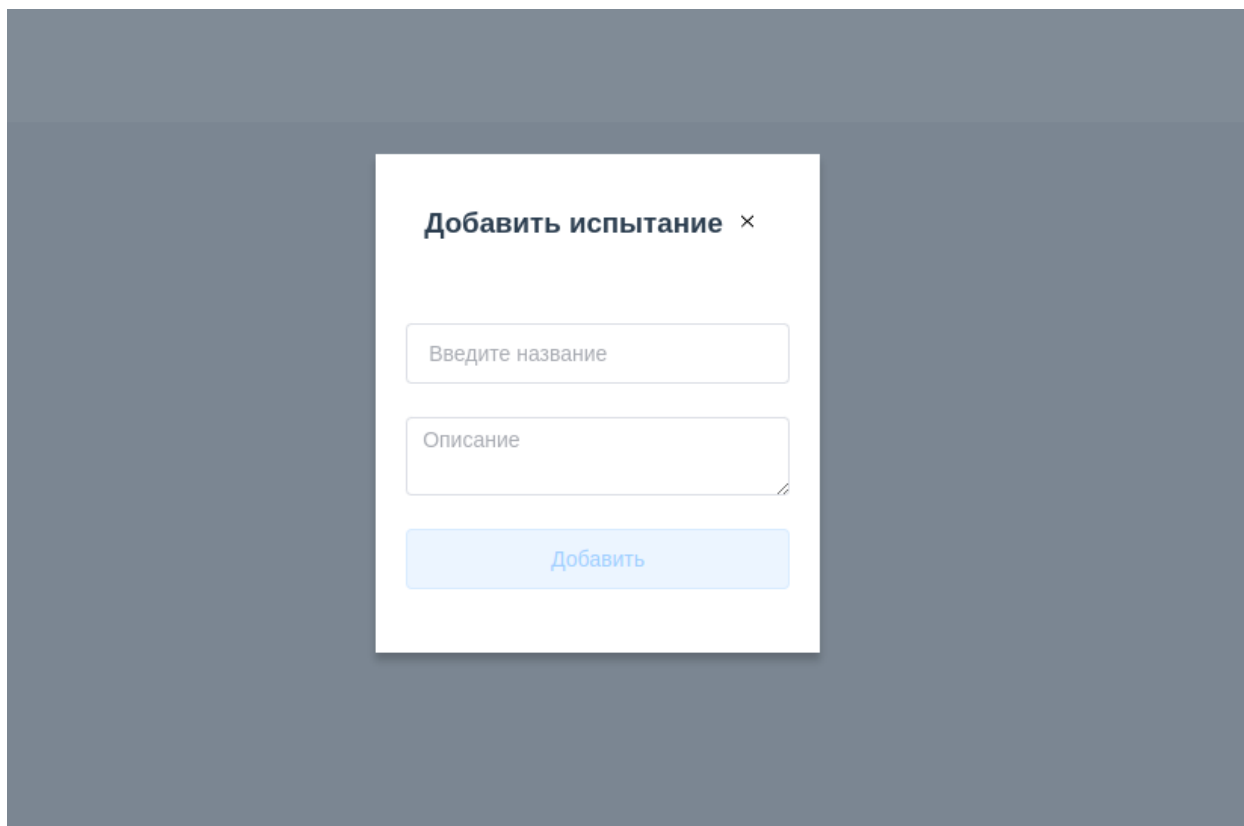 Добавить испытание
Введите название
Описание
Добавить